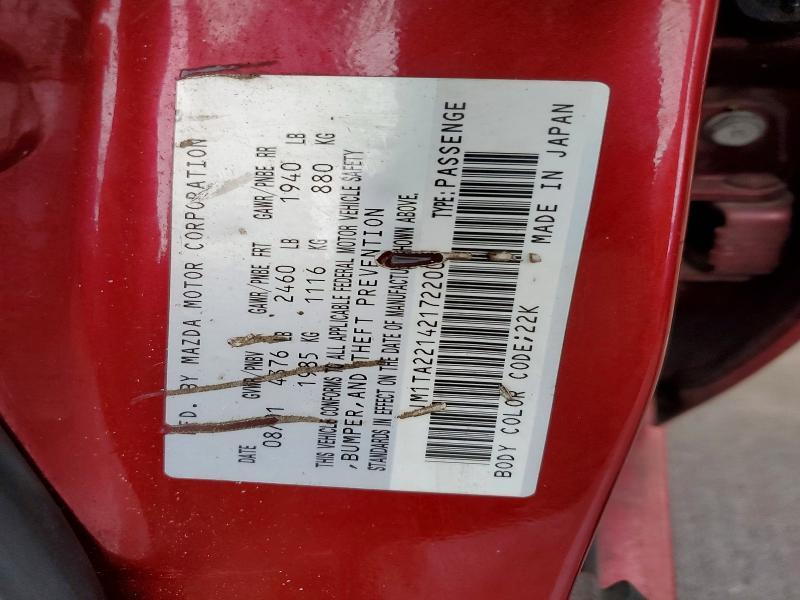 MFD. BY MAZDA MOTOR CORPORATION
DATE GVWR/PNBV GAWR/PNBE FRT GAWR/PNBE RR
4376 LB 2460 LB 1940 LB
1985 KG 1116 KG 880 KG
THIS VEHICLE CONFORMS TO ALL APPLICABLE FEDERAL MOTOR VEHICLE SAFETY
,BUMPER,AND THEFT PREVENTION
STANDARDS IN EFFECT ON THE DATE OF MANUFACTURE SHOWN ABOVE.
TYPE:PASSENGE
BODY COLOR CODE;22K
MADE IN JAPAN